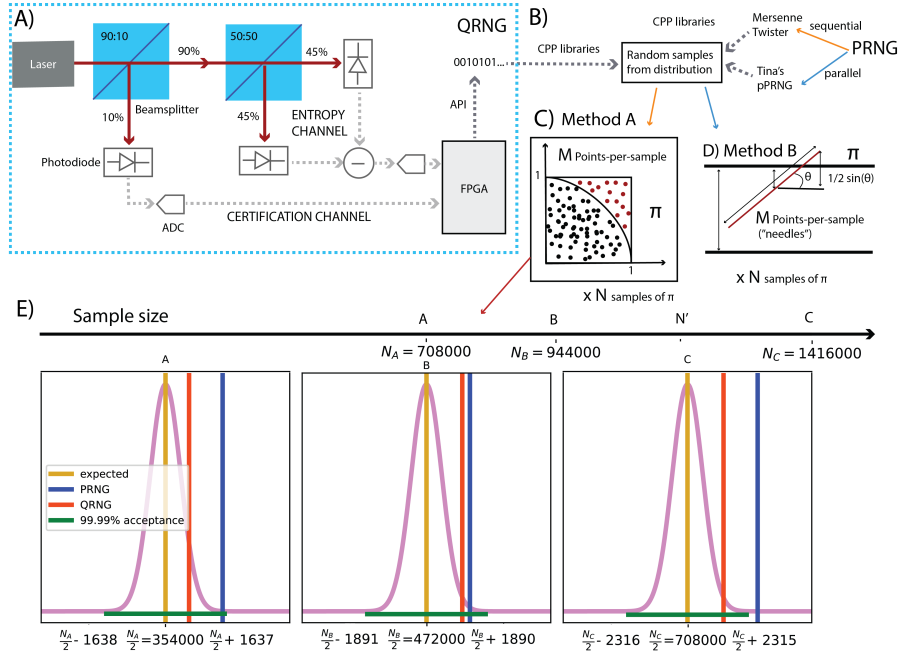 A)
QRNG
Laser
90:10
90%
50:50
45%
0010101...
10%
Beamsplitter
45%
ENTROPY
CHANNEL
API
Photodiode
FPGA
ADC
CERTIFICATION CHANNEL
B)
CPP libraries
CPP libraries
Random samples
from distribution
Mersenne
Twister
sequential
PRNG
Tina's
pPRNG
parallel
C) Method A
M Points-per-sample
1
π
1
x N samples of π
D) Method B
π
θ
1/2 sin(θ)
M Points-per-sample
("needles")
x N samples of π
E)
Sample size
A
B
N'
C
N_A = 708000
N_B = 944000
N_C = 1416000
A
B
C
expected
PRNG
QRNG
99.99% acceptance
N_A/2 - 1638
N_A/2 =354000
N_A/2 + 1637
N_B/2 - 1891
N_B/2 =472000
N_B/2 + 1890
N_C/2 - 2316
N_C/2 =708000
N_C/2 + 2315